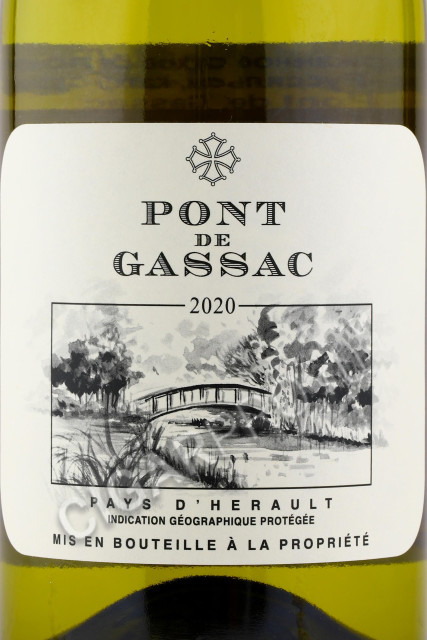 PONT
DE
GASSAC
2020
PAYS D'HERAULT
INDICATION GÉOGRAPHIQUE PROTÉGÉE
MIS EN BOUTEILLE À LA PROPRIÉTÉ